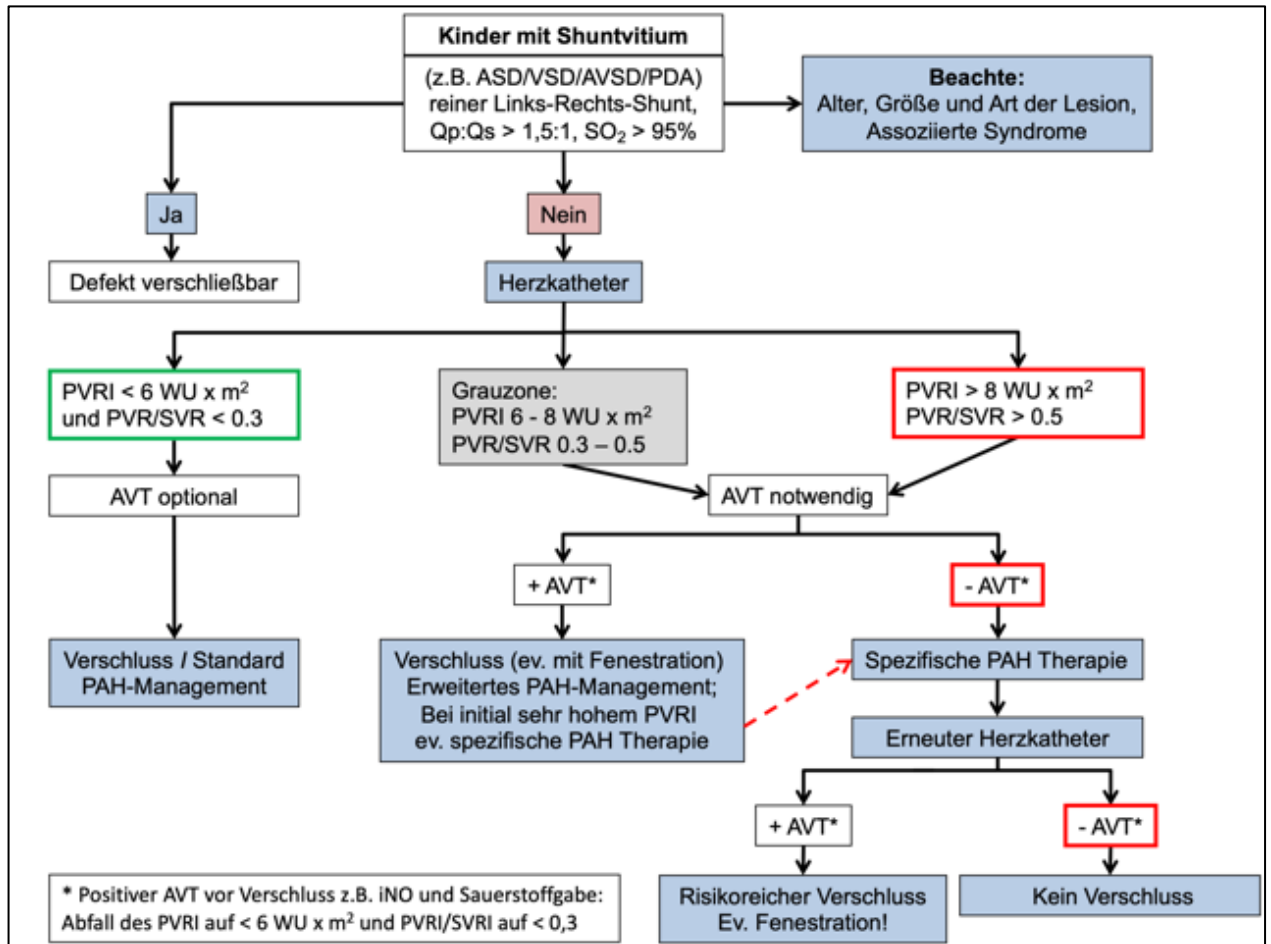 Kinder mit Shuntvitium
(z.B. ASD/VSD/AVSD/PDA)
reiner Links-Rechts-Shunt,
Qp:Qs > 1,5:1, SO₂ > 95%
Beachte:
Alter, Größe und Art der Lesion,
Assoziierte Syndrome
Ja
Nein
Defekt verschließbar
Herzkatheter
PVRI < 6 WU x m²
und PVR/SVR < 0.3
Grauzone:
PVRI 6 - 8 WU x m²
PVR/SVR 0.3 – 0.5
PVRI > 8 WU x m²
PVR/SVR > 0.5
AVT optional
AVT notwendig
+ AVT*
- AVT*
Verschluss / Standard
PAH-Management
Verschluss (ev. mit Fenestration)
Erweitertes PAH-Management;
Bei initial sehr hohem PVRI
ev. spezifische PAH Therapie
Spezifische PAH Therapie
Erneuter Herzkatheter
+ AVT*
- AVT*
Risikoreicher Verschluss
Ev. Fenestration!
Kein Verschluss
* Positiver AVT vor Verschluss z.B. iNO und Sauerstoffgabe:
Abfall des PVRI auf < 6 WU x m² und PVRI/SVRI auf < 0,3